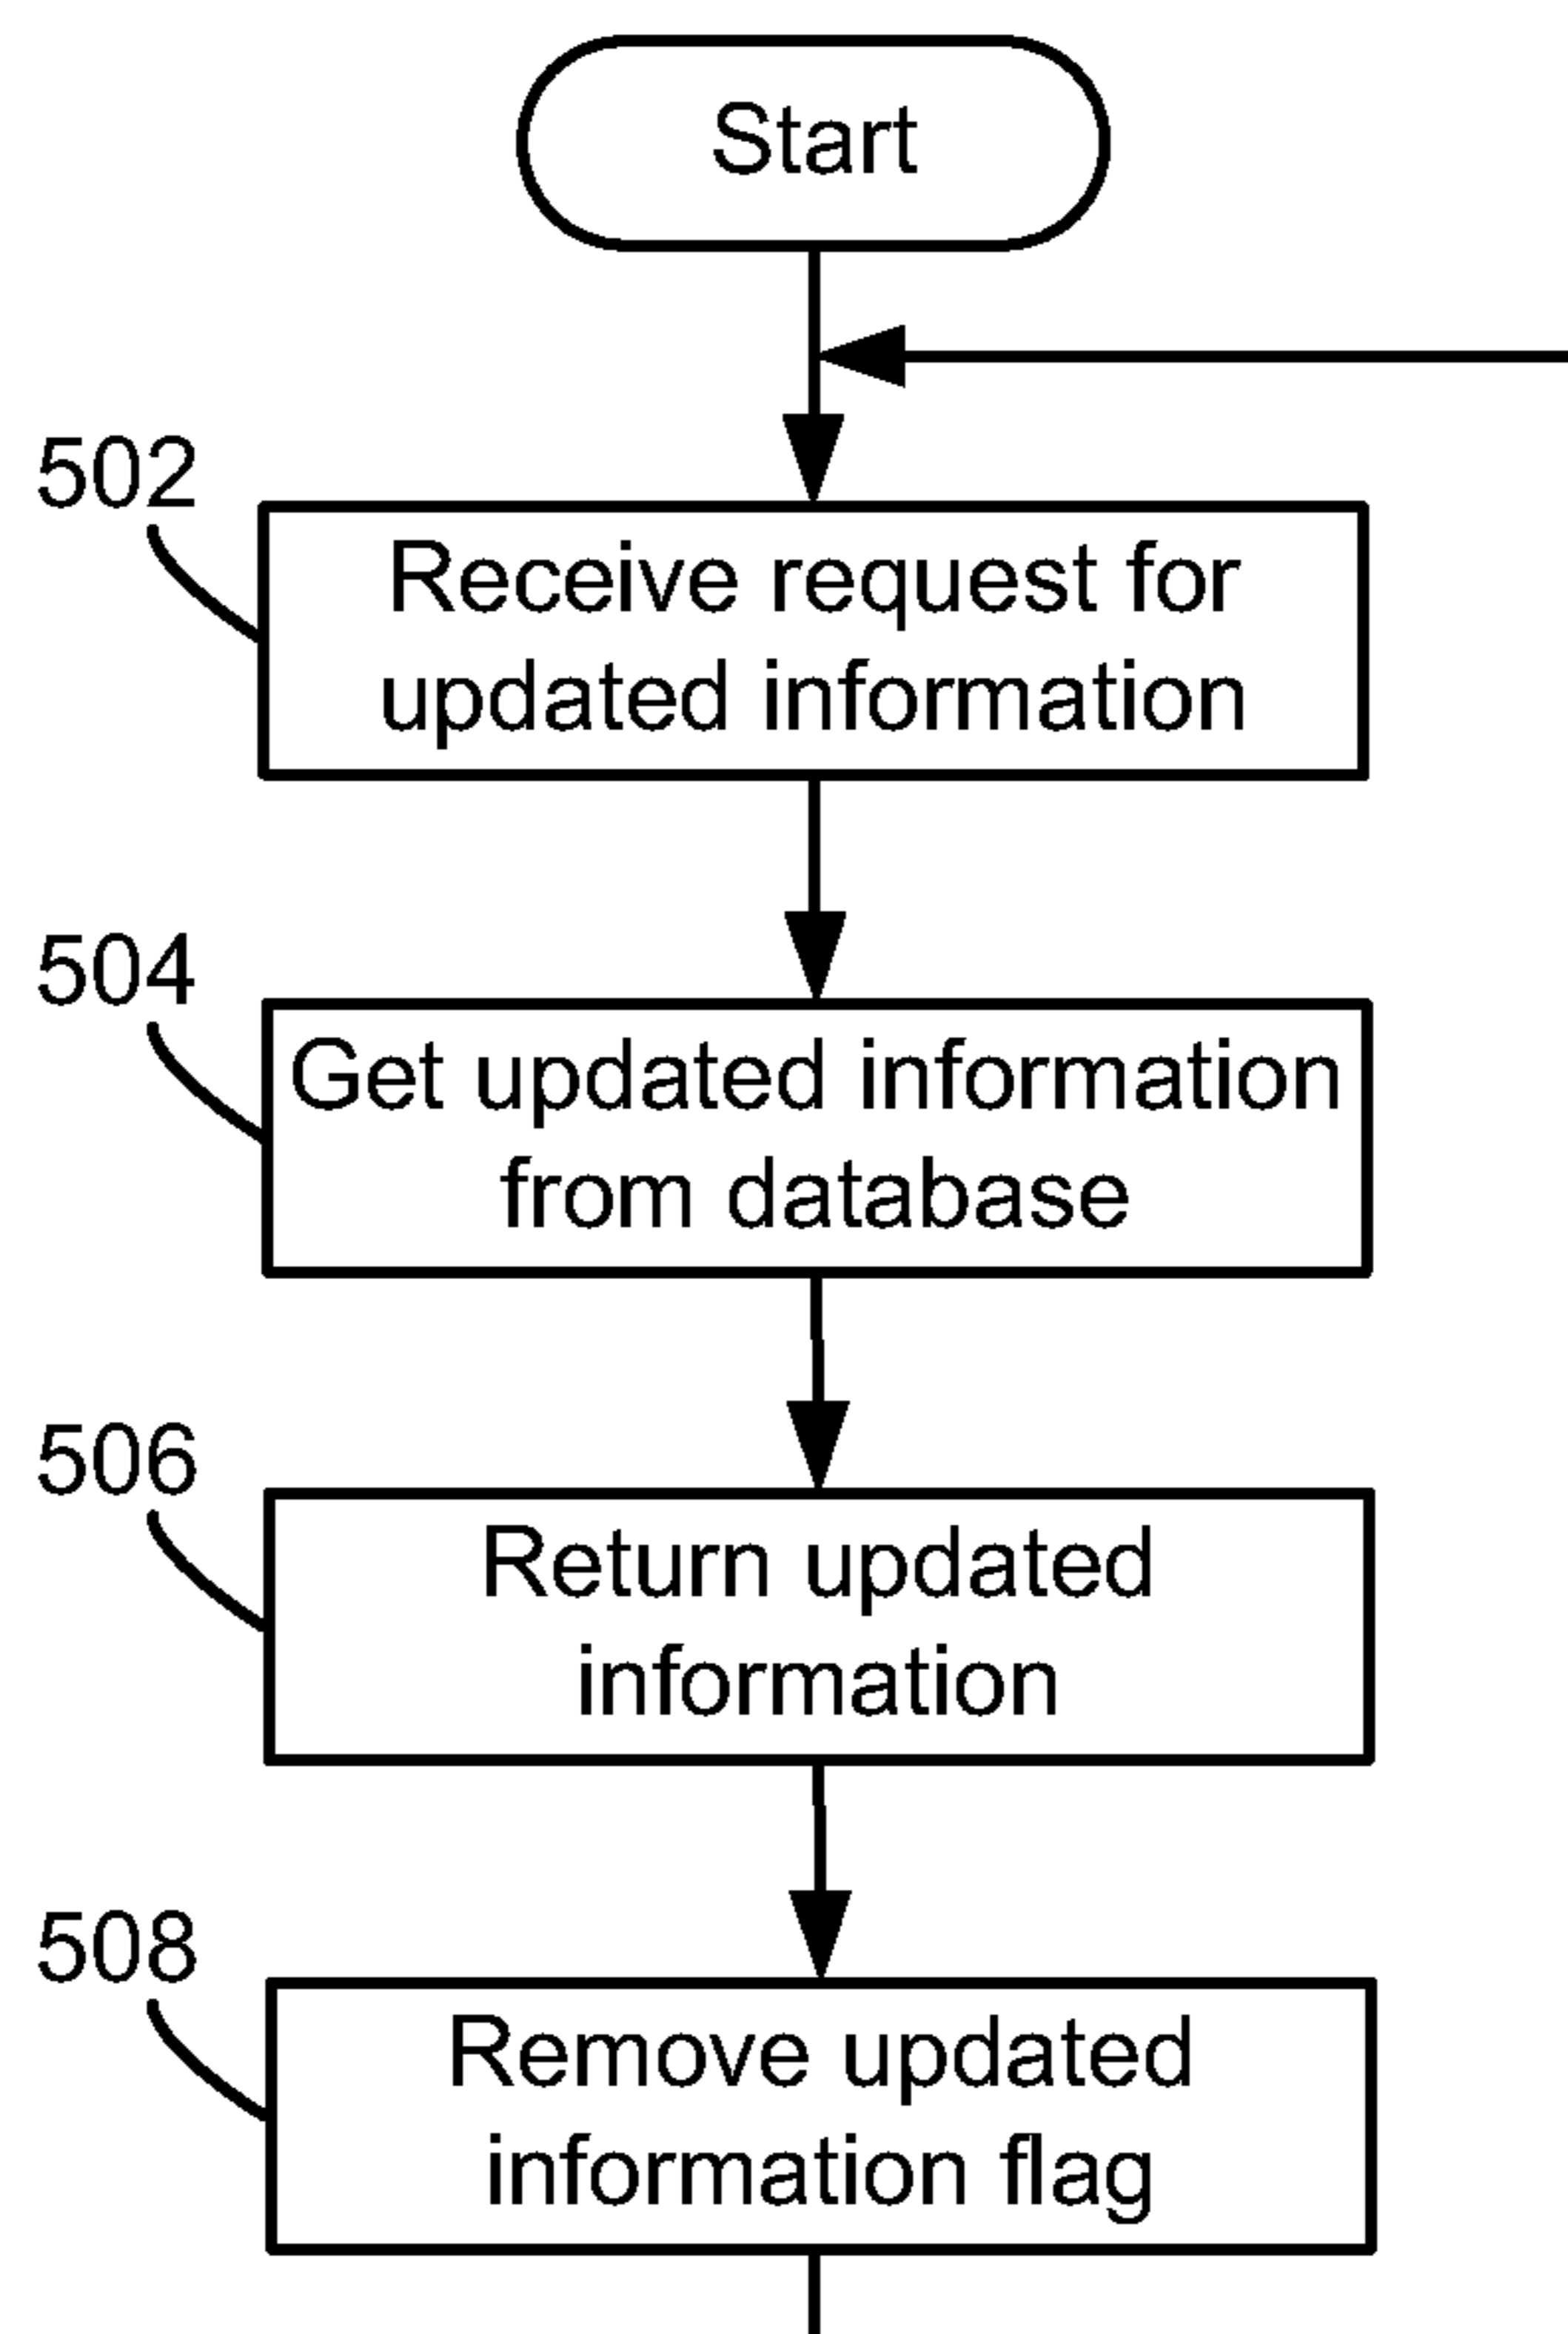 Start
502
Receive request for
updated information
504
Get updated information
from database
506
Return updated
information
508
Remove updated
information flag